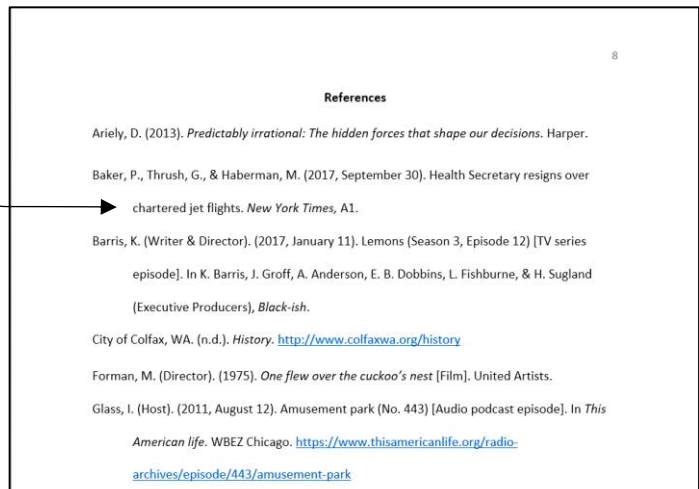 8
References
Ariely, D. (2013). Predictably irrational: The hidden forces that shape our decisions. Harper.
Baker, P., Thrush, G., & Haberman, M. (2017, September 30). Health Secretary resigns over
chartered jet flights. New York Times, A1.
Barris, K. (Writer & Director). (2017, January 11). Lemons (Season 3, Episode 12) [TV series
episode]. In K. Barris, J. Groff, A. Anderson, E. B. Dobbins, L. Fishburne, & H. Sugland
(Executive Producers), Black-ish.
City of Colfax, WA. (n.d.). History. http://www.colfaxwa.org/history
Forman, M. (Director). (1975). One flew over the cuckoo's nest [Film]. United Artists.
Glass, I. (Host). (2011, August 12). Amusement park (No. 443) [Audio podcast episode]. In This
American life. WBEZ Chicago. https://www.thisamericanlife.org/radio-
archives/episode/443/amusement-park